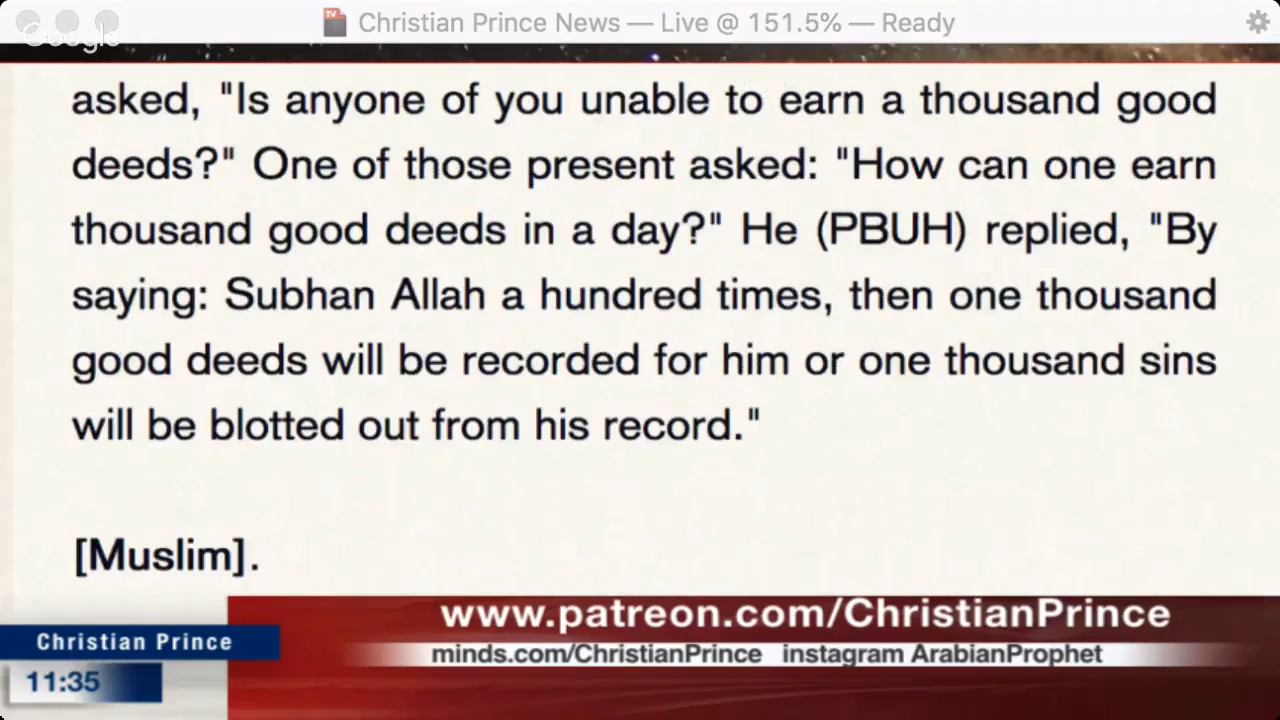 Christian Prince News — Live @ 151.5% — Ready
Google
asked, "Is anyone of you unable to earn a thousand good
deeds?" One of those present asked: "How can one earn
thousand good deeds in a day?" He (PBUH) replied, "By
saying: Subhan Allah a hundred times, then one thousand
good deeds will be recorded for him or one thousand sins
will be blotted out from his record."
[Muslim].
www.patreon.com/ChristianPrince
Christian Prince
minds.com/ChristianPrince instagram ArabianProphet
11:35